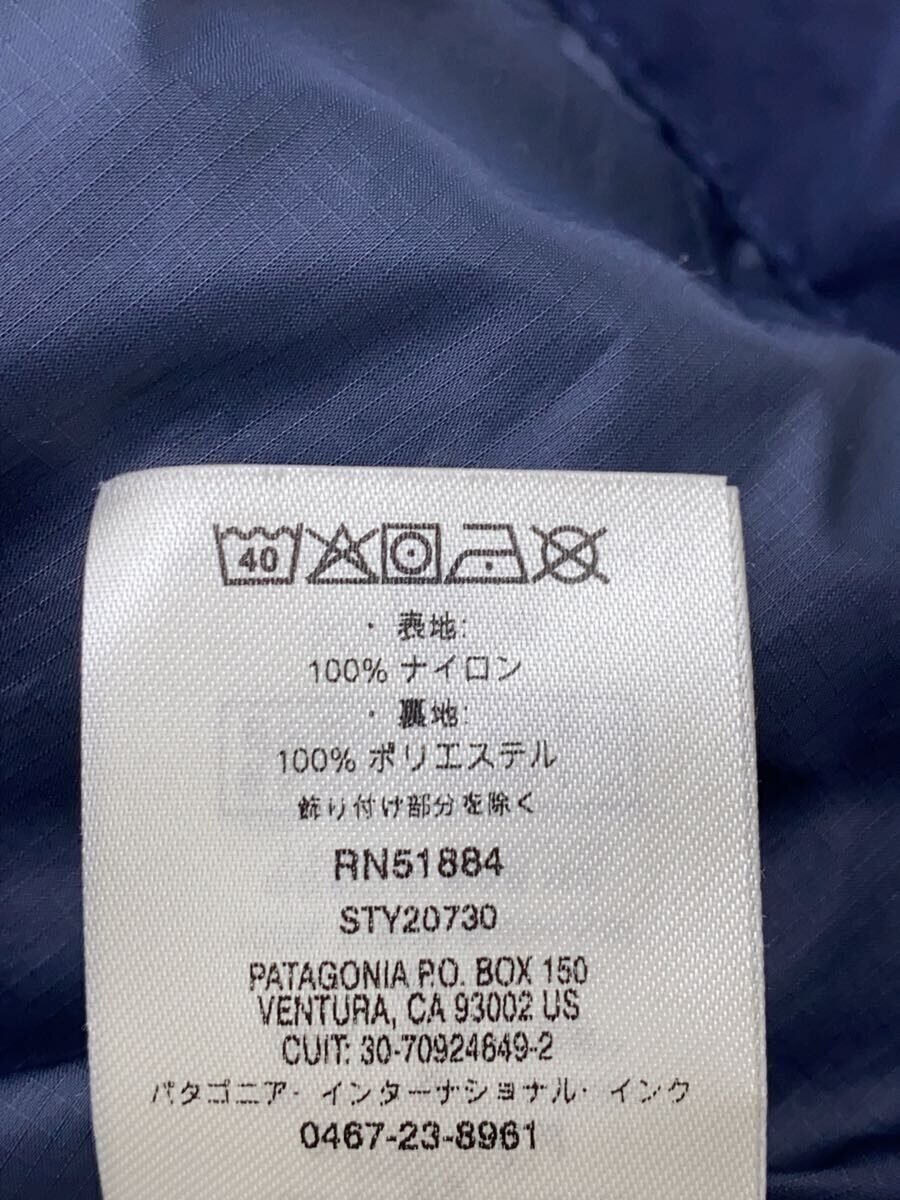 40
・表地:
100% ナイロン
・裏地:
100% ポリエステル
飾り付け部分を除く
RN51884
STY20730
PATAGONIA P.O. BOX 150
VENTURA, CA 93002 US
CUIT: 30-70924649-2
パタゴニア・インターナショナル・インク
0467-23-8961